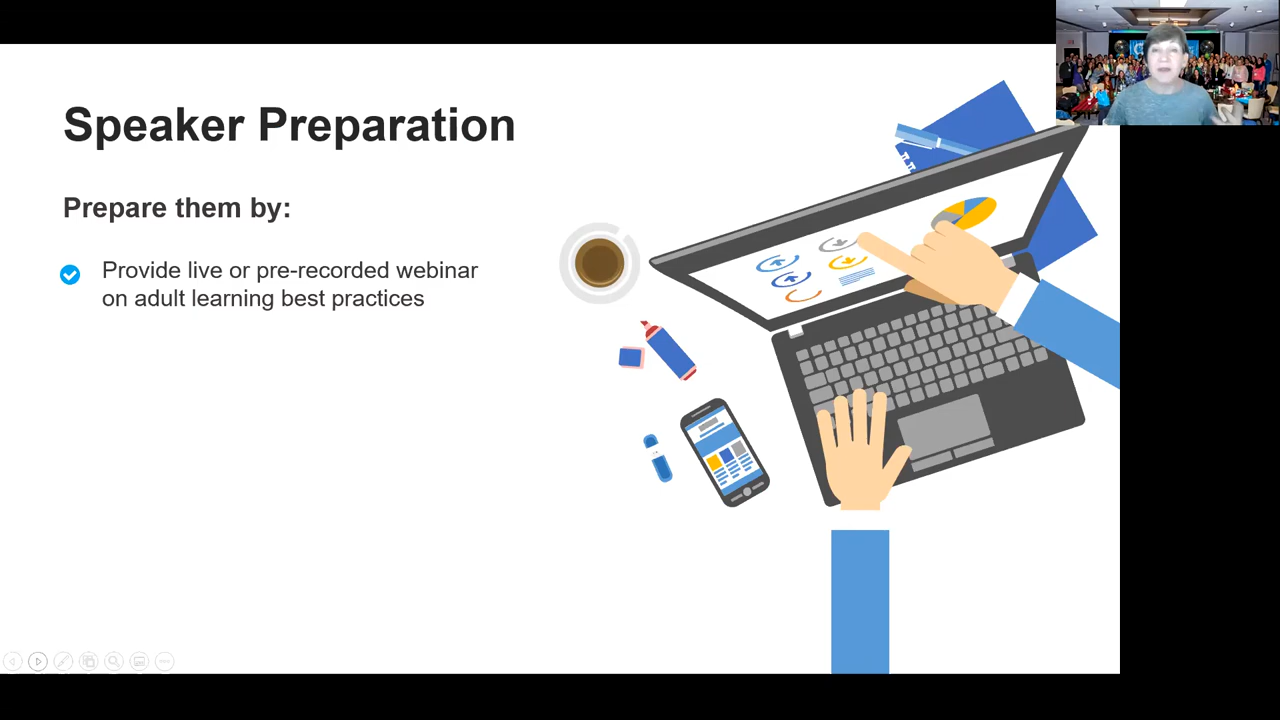 Speaker Preparation
Prepare them by:
Provide live or pre-recorded webinar
on adult learning best practices